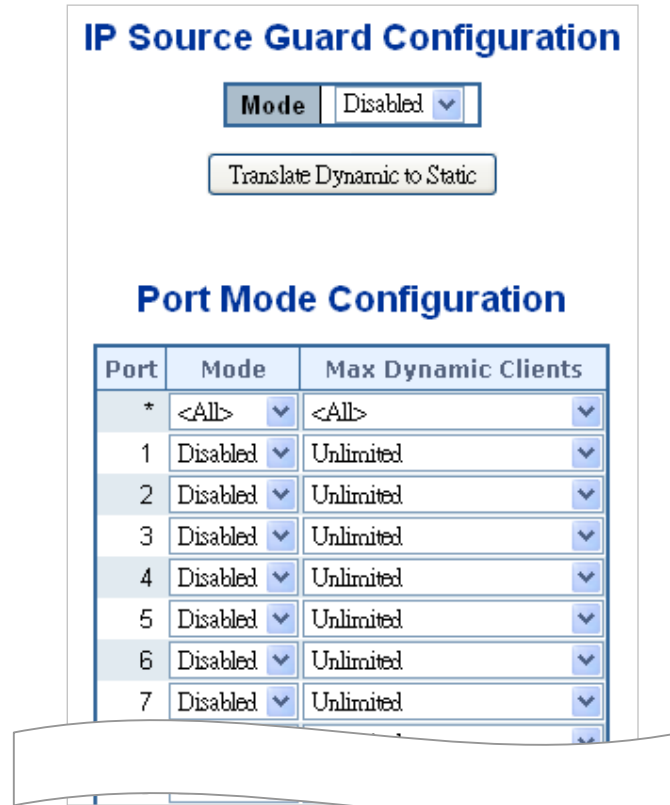 IP Source Guard Configuration
Mode Disabled
Translate Dynamic to Static
Port Mode Configuration
Port Mode Max Dynamic Clients
* <All> <All>
1 Disabled Unlimited
2 Disabled Unlimited
3 Disabled Unlimited
4 Disabled Unlimited
5 Disabled Unlimited
6 Disabled Unlimited
7 Disabled Unlimited